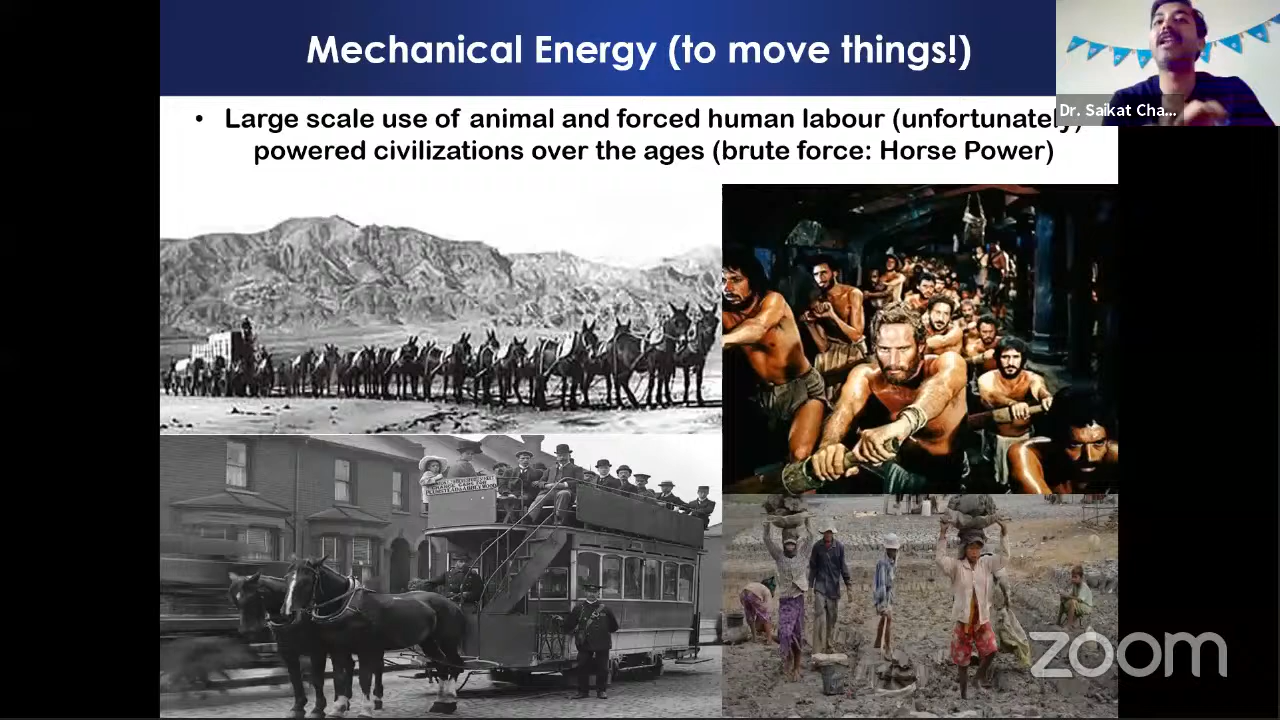 Mechanical Energy (to move things!)
Dr. Saikat Cha...
• Large scale use of animal and forced human labour (unfortunately)
powered civilizations over the ages (brute force: Horse Power)
zoom